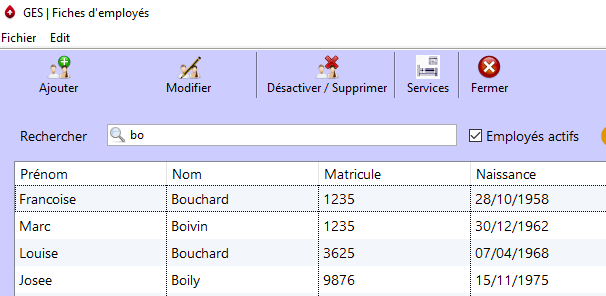 GES | Fiches d'employés
Fichier Edit
Ajouter Modifier Désactiver / Supprimer Services Fermer
Rechercher bo Employés actifs
Prénom Nom Matricule Naissance
Francoise Bouchard 1235 28/10/1958
Marc Boivin 1235 30/12/1962
Louise Bouchard 3625 07/04/1968
Josee Boily 9876 15/11/1975